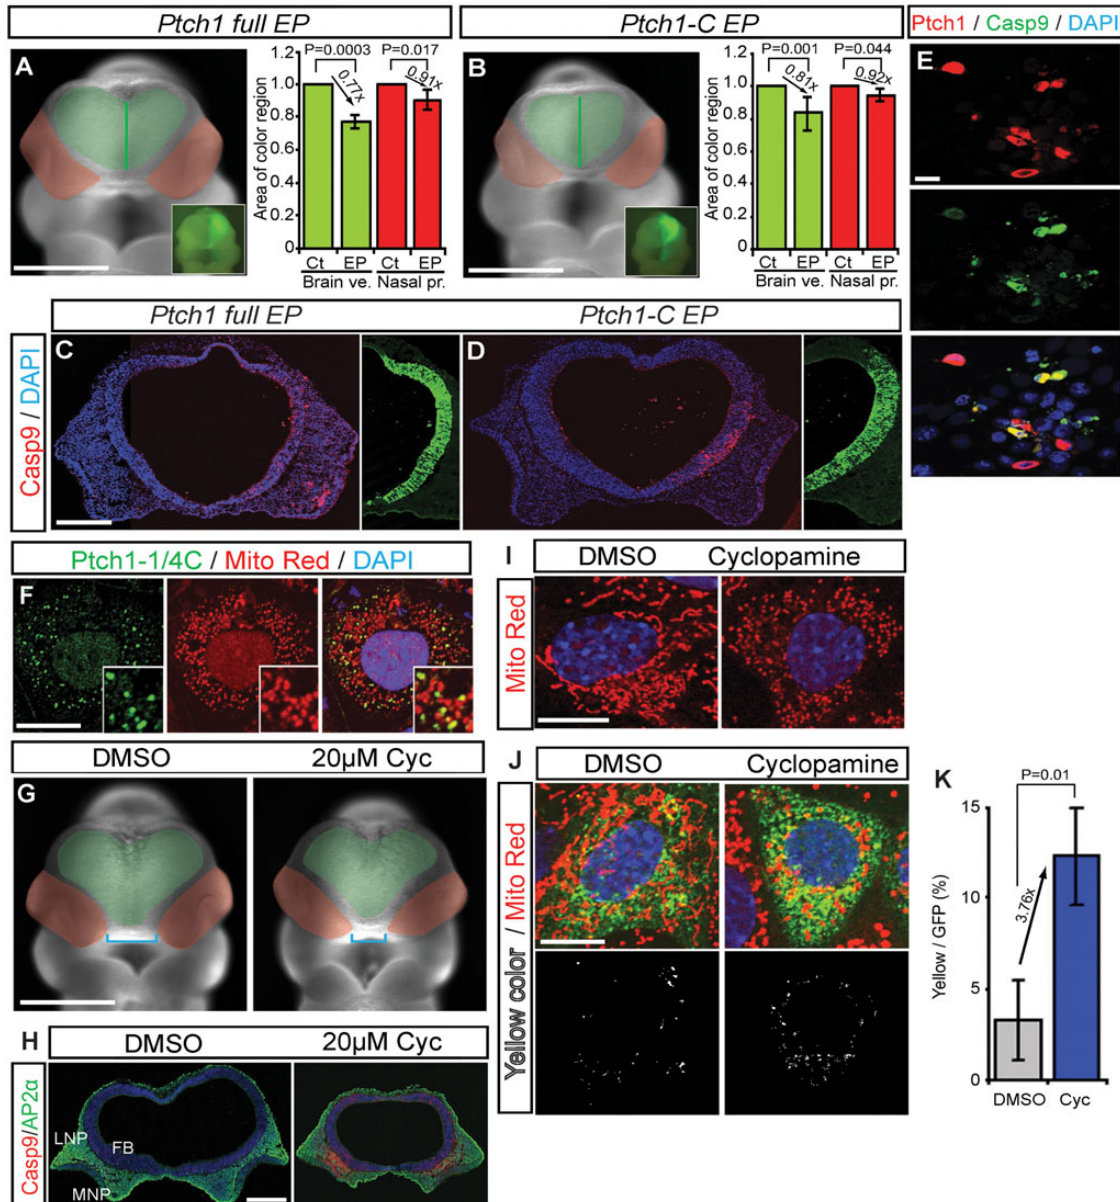 Ptch1 full EP
Ptch1-C EP
Ptch1 / Casp9 / DAPI
A
Area of color region
1.2
1.0
0.8
0.6
0.4
0.2
0
P=0.0003
P=0.017
0.77x
0.91x
Ct EP Ct EP
Brain ve. Nasal pr.
B
Area of color region
1.2
1.0
0.8
0.6
0.4
0.2
0
P=0.001
P=0.044
0.81x
0.92x
Ct EP Ct EP
Brain ve. Nasal pr.
E
Ptch1 full EP
Ptch1-C EP
Casp9 / DAPI
C
D
Ptch1-1/4C / Mito Red / DAPI
F
I
DMSO Cyclopamine
Mito Red
DMSO
20µM Cyc
G
J
DMSO Cyclopamine
Yellow color / Mito Red
K
P=0.01
15
10
5
0
3.76x
Yellow / GFP (%)
DMSO Cyc
H
DMSO
20µM Cyc
Casp9/AP2α
LNP
FB
MNP